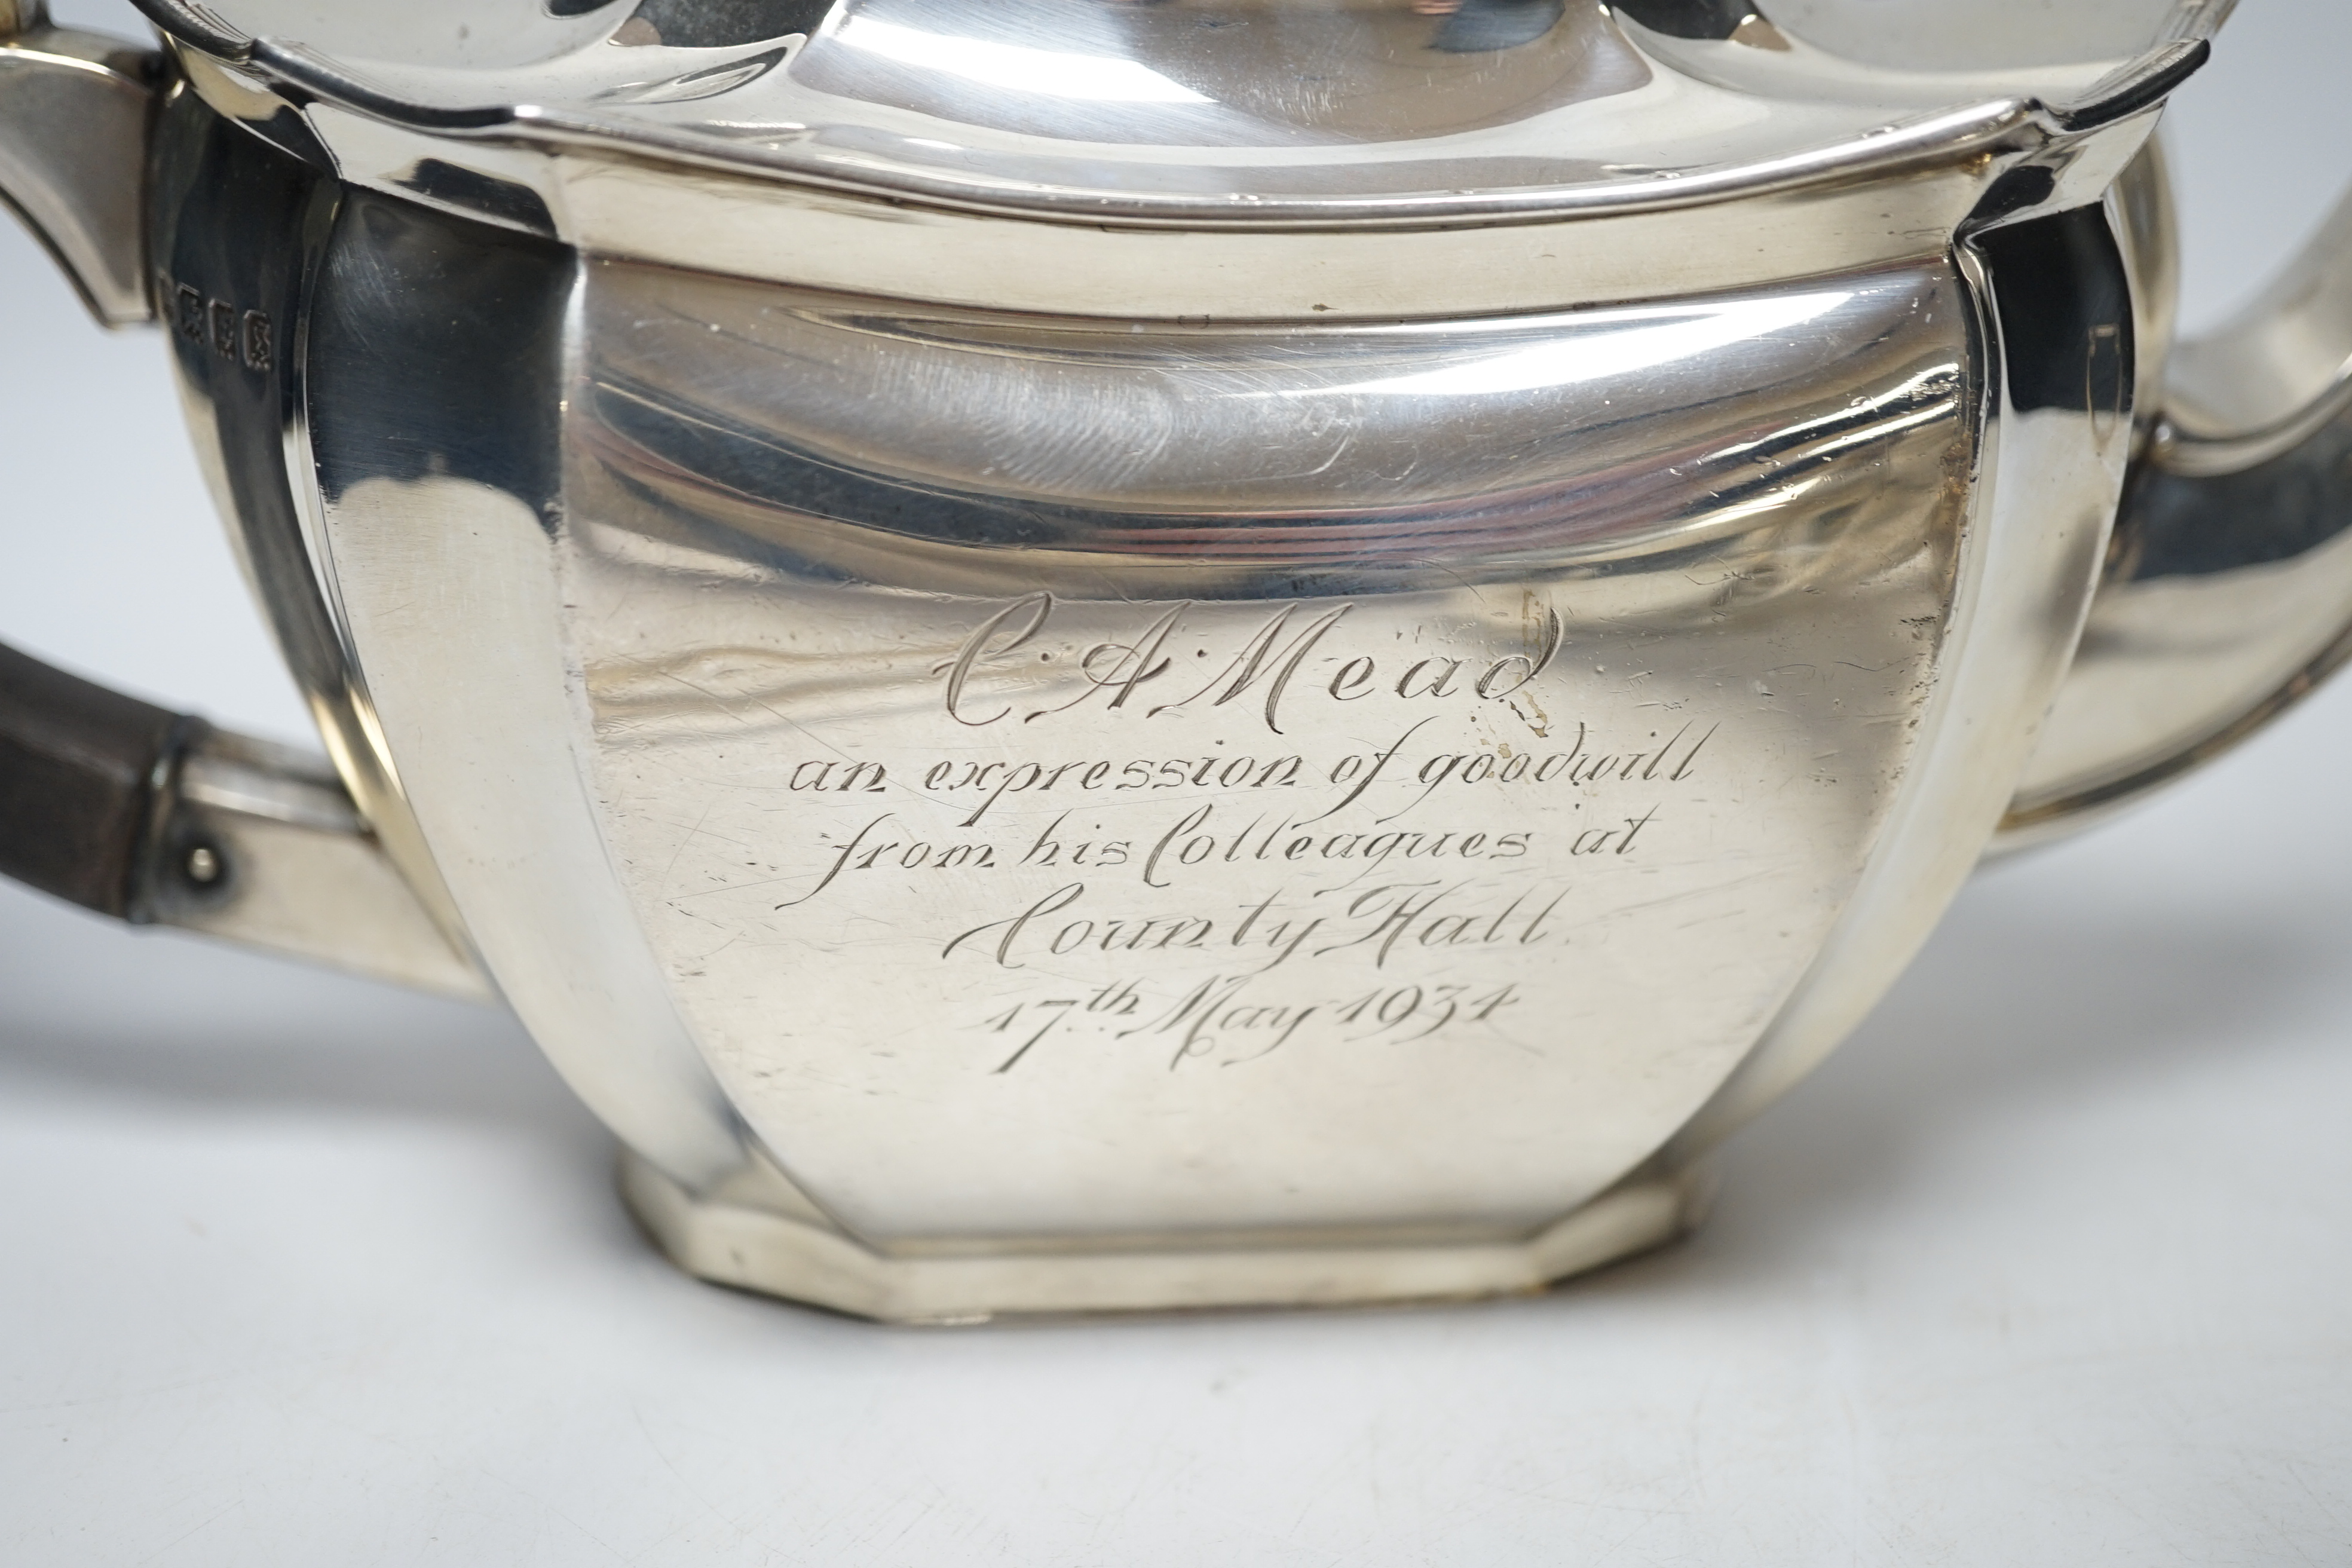 C. A. Mead
an expression of goodwill
from his Colleagues at
County Hall
17th May 1934